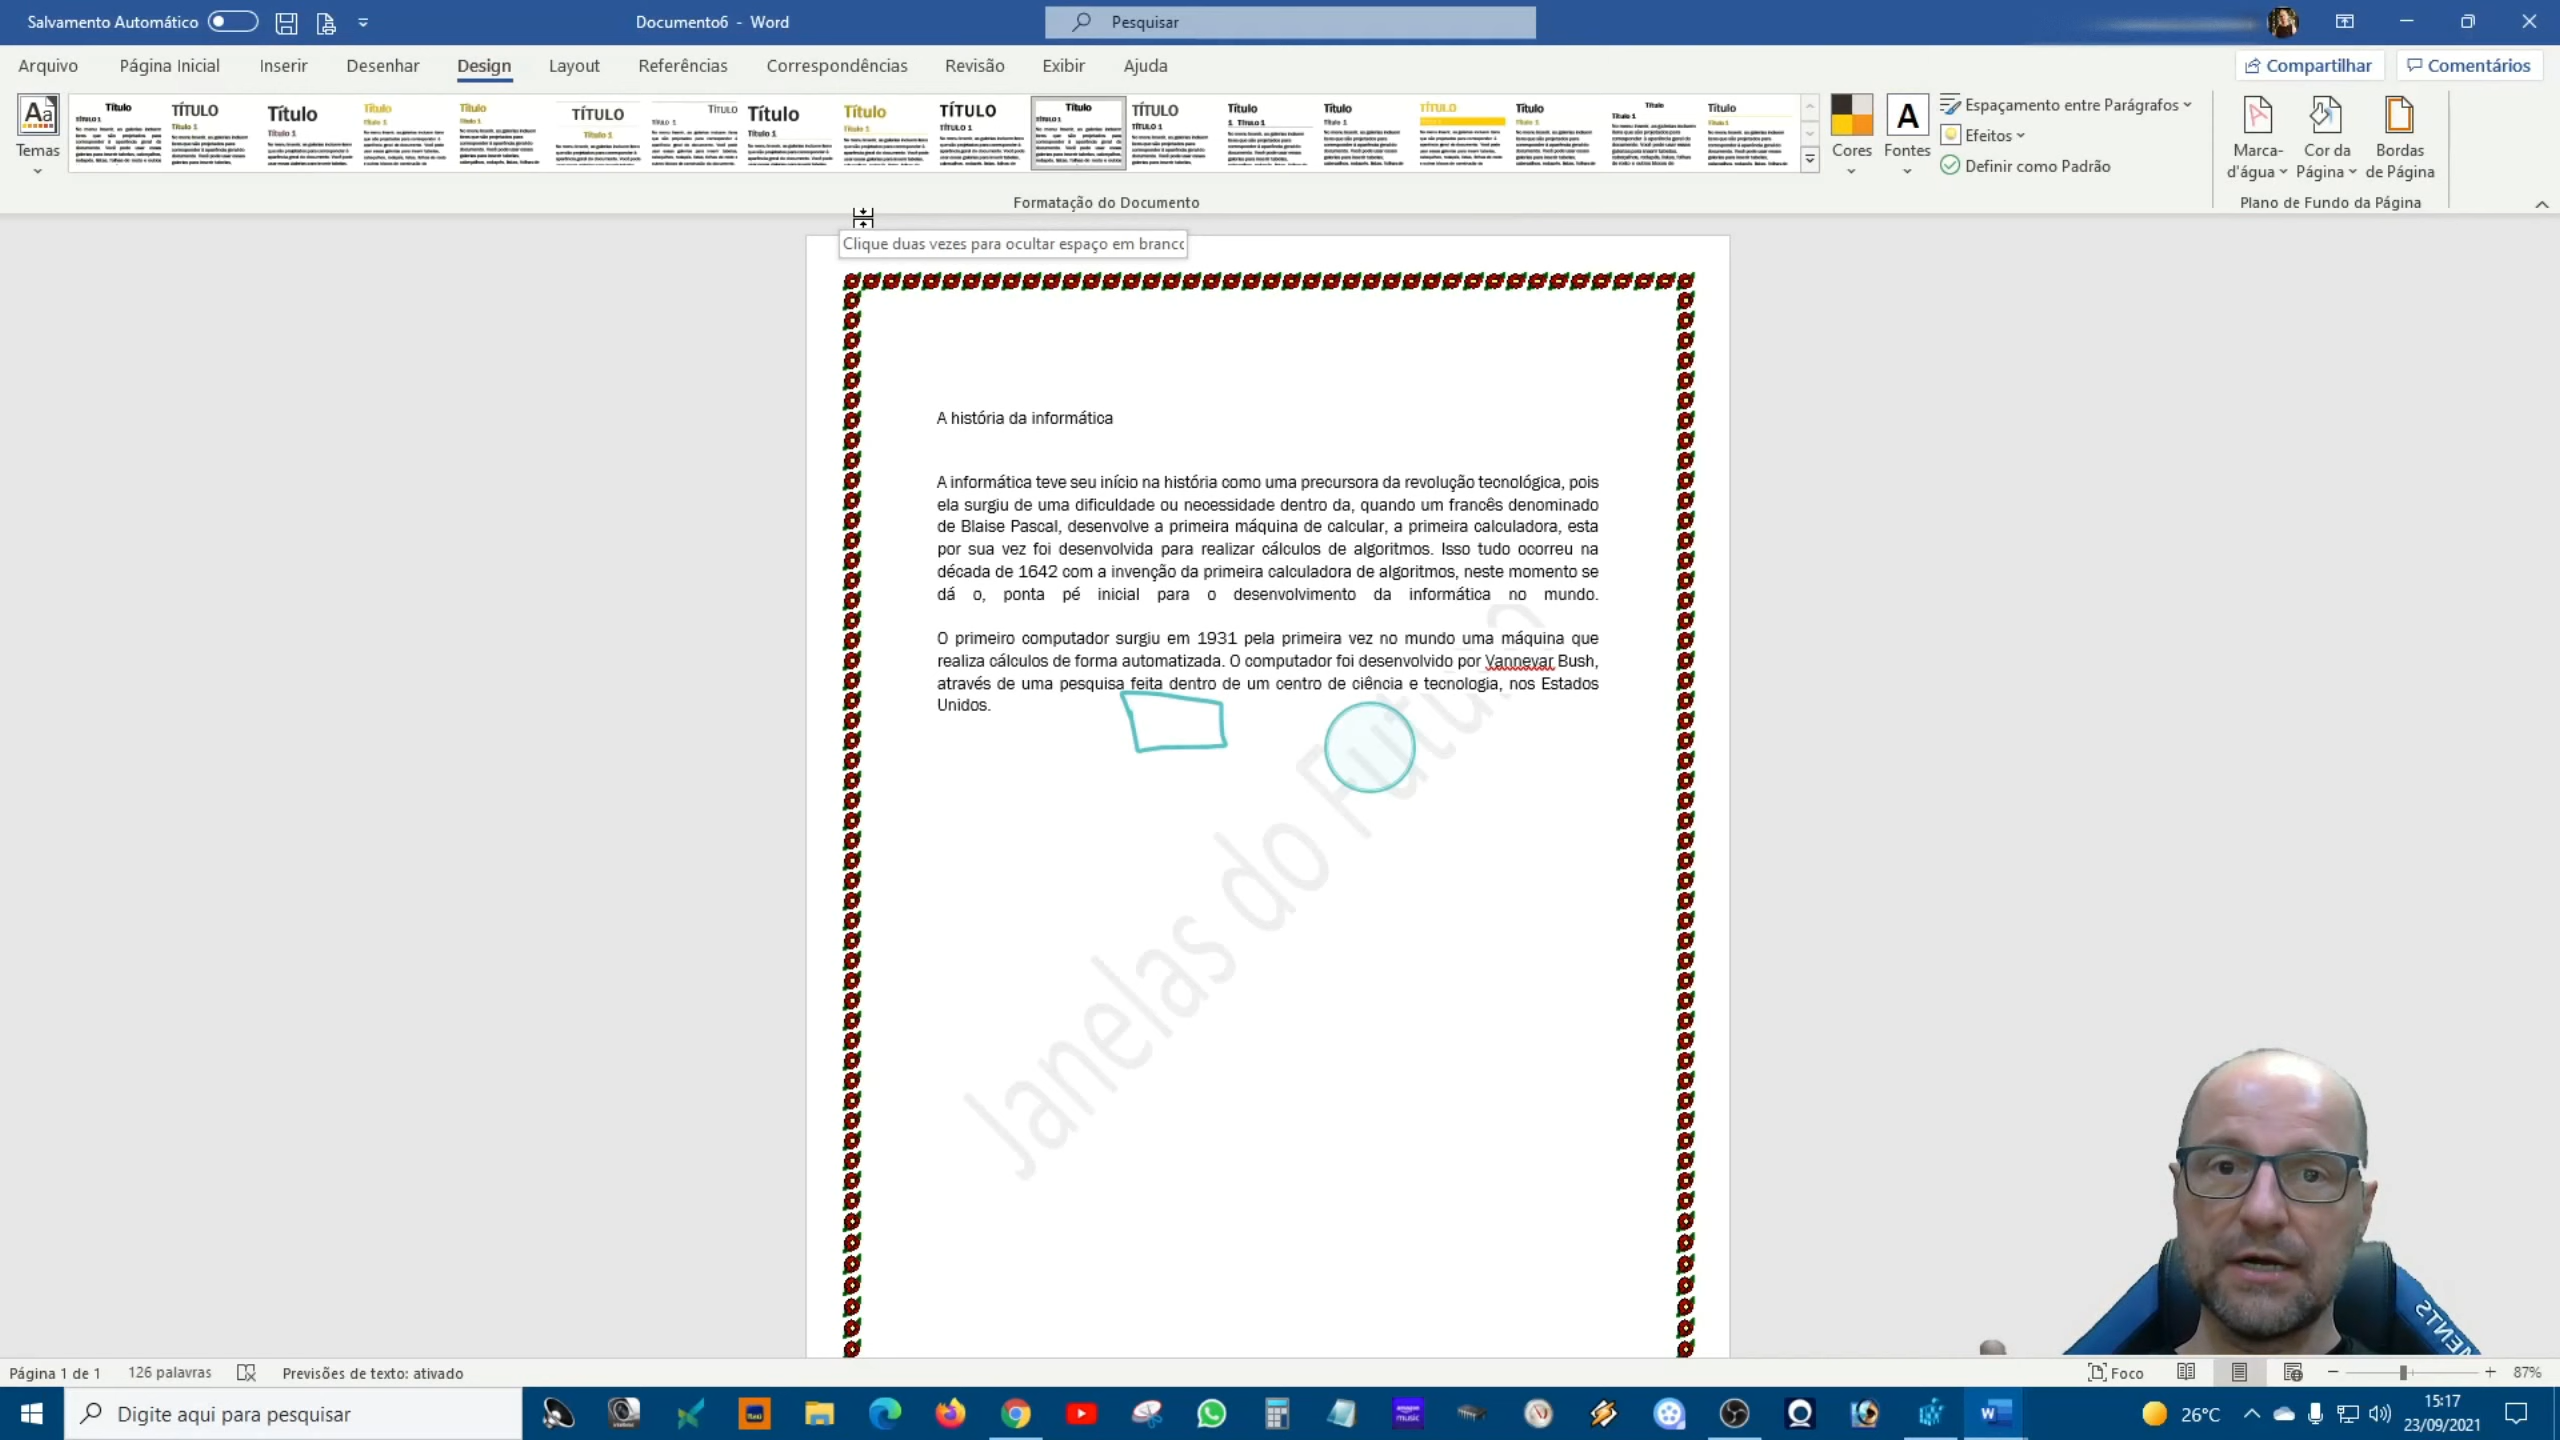 Salvamento Automático
Documento6 - Word
Pesquisar
Arquivo Página Inicial Inserir Desenhar Design Layout Referências Correspondências Revisão Exibir Ajuda
Compartilhar Comentários
Temas
Cores
Fontes
Espaçamento entre Parágrafos
Efeitos
Definir como Padrão
Marca-d'água
Cor da Página
Bordas de Página
Formatação do Documento
Plano de Fundo da Página
Clique duas vezes para ocultar espaço em branco
A história da informática
A informática teve seu início na história como uma precursora da revolução tecnológica, pois
ela surgiu de uma dificuldade ou necessidade dentro da, quando um francês denominado
de Blaise Pascal, desenvolve a primeira máquina de calcular, a primeira calculadora, esta
por sua vez foi desenvolvida para realizar cálculos de algoritmos. Isso tudo ocorreu na
década de 1642 com a invenção da primeira calculadora de algoritmos, neste momento se
dá o, ponta pé inicial para o desenvolvimento da informática no mundo.
O primeiro computador surgiu em 1931 pela primeira vez no mundo uma máquina que
realiza cálculos de forma automatizada. O computador foi desenvolvido por Vannevar Bush,
através de uma pesquisa feita dentro de um centro de ciência e tecnologia, nos Estados
Unidos.
Janelas do Futuro
Página 1 de 1 126 palavras Previsões de texto: ativado
Foco
87%
Digite aqui para pesquisar
26°C
15:17
23/09/2021